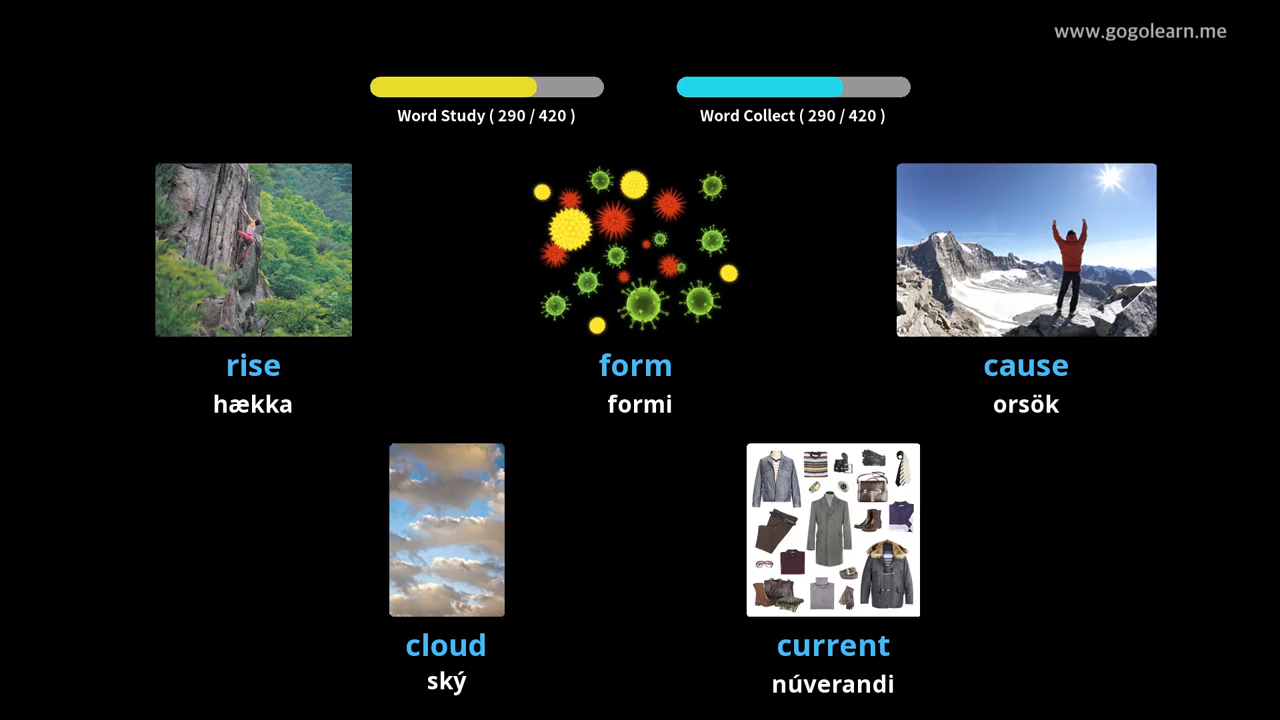 www.gogolearn.me
Word Study ( 290 / 420 )
Word Collect ( 290 / 420 )
rise
hækka
form
formi
cause
orsök
cloud
ský
current
núverandi